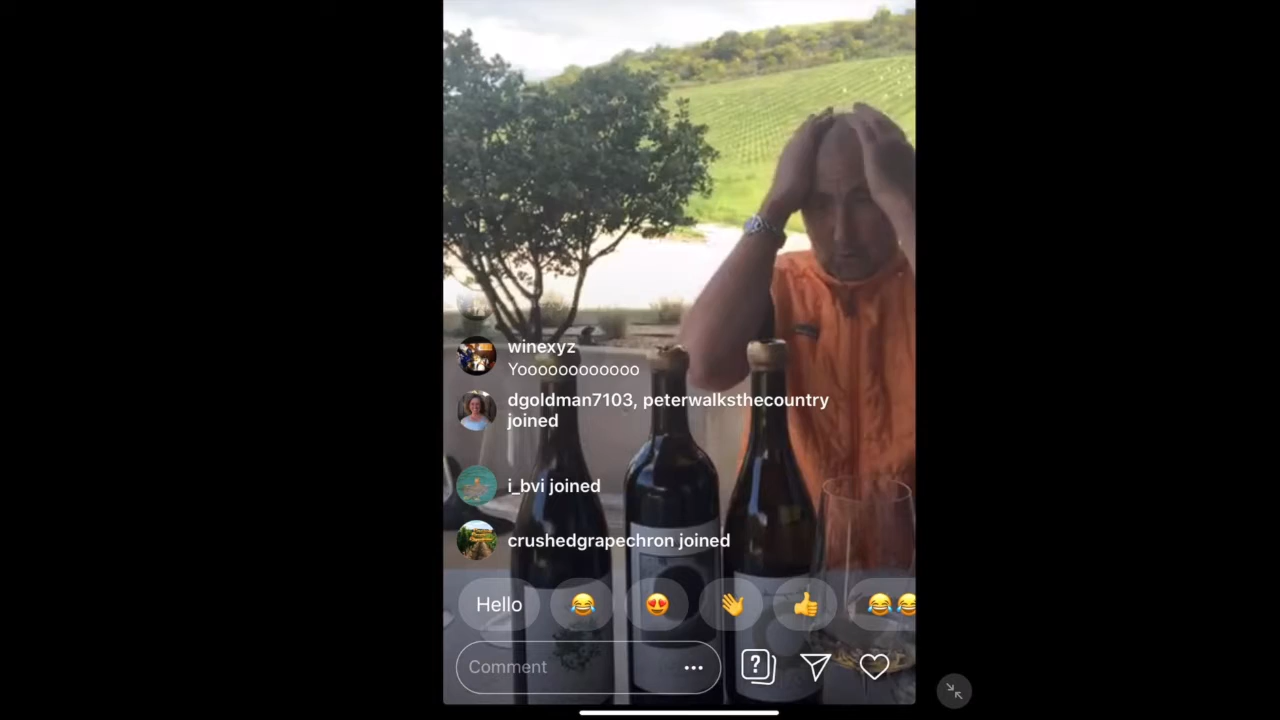 winexyz
Yoooooooooooo
dgoldman7103, peterwalksthecountry
joined
i_bvi joined
crushedgrapechron joined
Hello
Comment